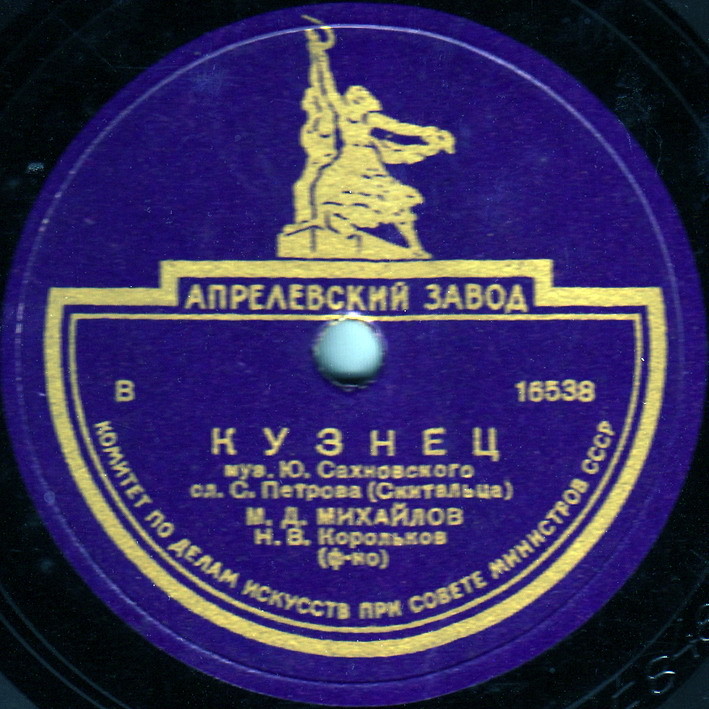 АПРЕЛЕВСКИЙ ЗАВОД
В 16538
КУЗНЕЦ
муз. Ю. Сахновского
сл. С. Петрова (Скитальца)
М. Д. МИХАЙЛОВ
Н. В. Корольков
(ф-но)
КОМИТЕТ ПО ДЕЛАМ ИСКУССТВ ПРИ СОВЕТЕ МИНИСТРОВ СССР